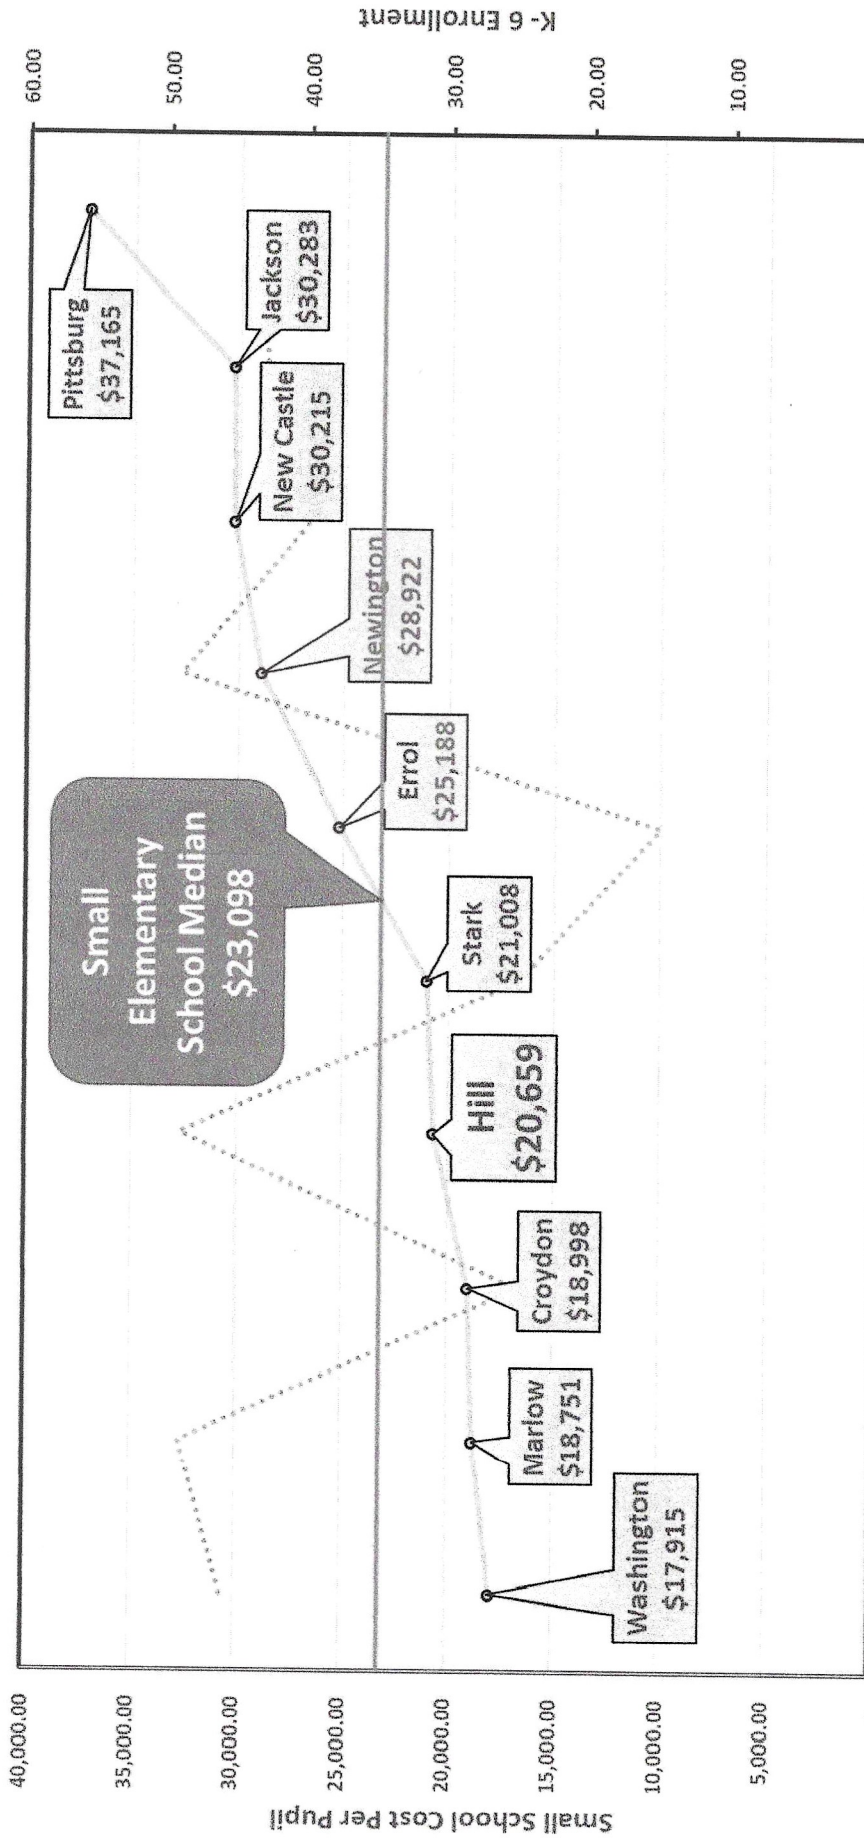 Small School Cost Per Pupil
40,000.00
35,000.00
30,000.00
25,000.00
20,000.00
15,000.00
10,000.00
5,000.00
Washington
$17,915
Marlow
$18,751
Croydon
$18,998
Hill
$20,659
Stark
$21,008
Small
Elementary
School Median
$23,098
Errol
$25,188
Newington
$28,922
New Castle
$30,215
Jackson
$30,283
Pittsburg
$37,165
60.00
50.00
40.00
30.00
20.00
10.00
K- 6 Enrollment